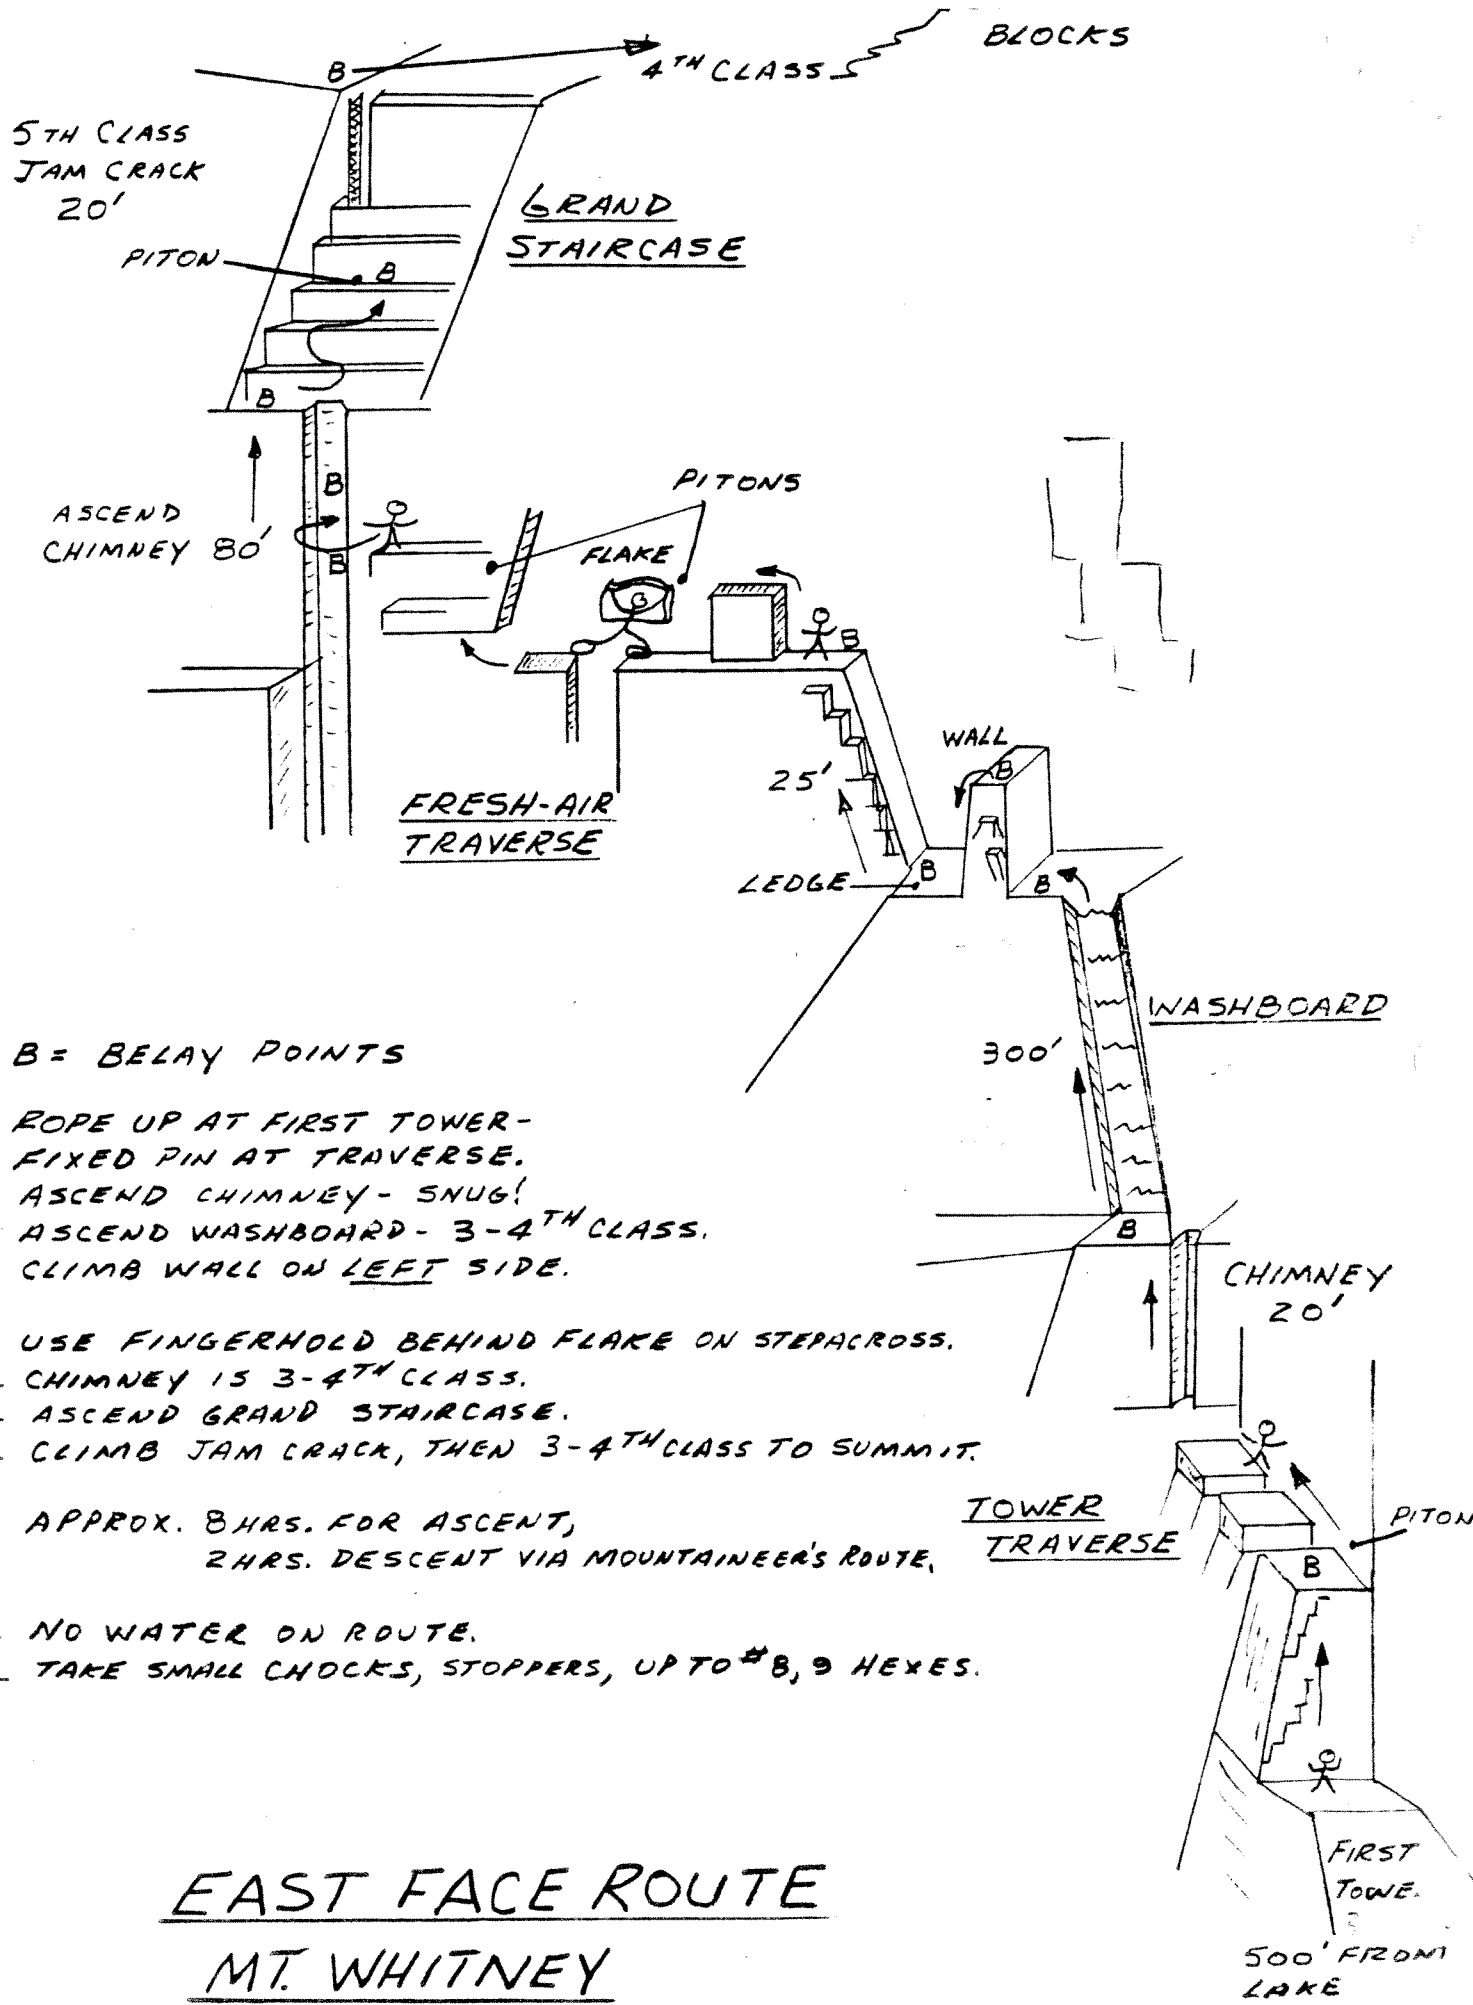 BLOCKS
4TH CLASS
B
5TH CLASS
JAM CRACK
20'
GRAND
STAIRCASE
PITON
B
B
PITONS
B
ASCEND
CHIMNEY 80'
B
FLAKE
B
WALL
B
25'
FRESH-AIR
TRAVERSE
LEDGE
B
B
WASHBOARD
300'
B = BELAY POINTS
ROPE UP AT FIRST TOWER-
FIXED PIN AT TRAVERSE.
ASCEND CHIMNEY - SNUG!
ASCEND WASHBOARD - 3-4TH CLASS.
CLIMB WALL ON LEFT SIDE.
B
CHIMNEY
20'
USE FINGERHOLD BEHIND FLAKE ON STEPACROSS.
CHIMNEY IS 3-4TH CLASS.
ASCEND GRAND STAIRCASE.
CLIMB JAM CRACK, THEN 3-4TH CLASS TO SUMMIT.
TOWER
TRAVERSE
PITON
B
APPROX. 8 HRS. FOR ASCENT,
2 HRS. DESCENT VIA MOUNTAINEER'S ROUTE.
NO WATER ON ROUTE.
TAKE SMALL CHOCKS, STOPPERS, UP TO #8, 9 HEXES.
FIRST
TOWE.
500' FROM
LAKE
EAST FACE ROUTE
MT. WHITNEY